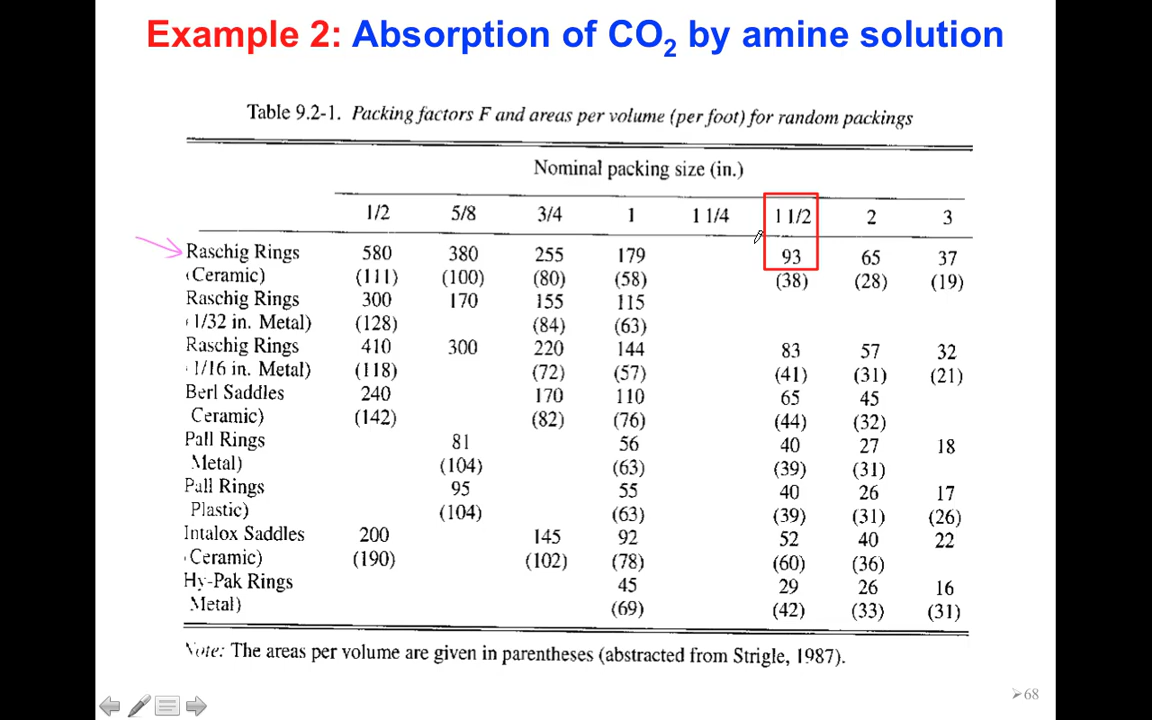 Example 2: Absorption of CO2 by amine solution
Table 9.2-1. Packing factors F and areas per volume (per foot) for random packings
Nominal packing size (in.)
1/2 5/8 3/4 1 1 1/4 1 1/2 2 3
Raschig Rings 580 380 255 179 93 65 37
(Ceramic) (111) (100) (80) (58) (38) (28) (19)
Raschig Rings 300 170 155 115
1/32 in. Metal) (128) (84) (63)
Raschig Rings 410 300 220 144 83 57 32
1/16 in. Metal) (118) (72) (57) (41) (31) (21)
Berl Saddles 240 170 110 65 45
Ceramic) (142) (82) (76) (44) (32)
Pall Rings 81 56 40 27 18
Metal) (104) (63) (39) (31)
Pall Rings 95 55 40 26 17
Plastic) (104) (63) (39) (31) (26)
Intalox Saddles 200 145 92 52 40 22
Ceramic) (190) (102) (78) (60) (36)
Hy-Pak Rings 45 29 26 16
Metal) (69) (42) (33) (31)
Note: The areas per volume are given in parentheses (abstracted from Strigle, 1987).
68